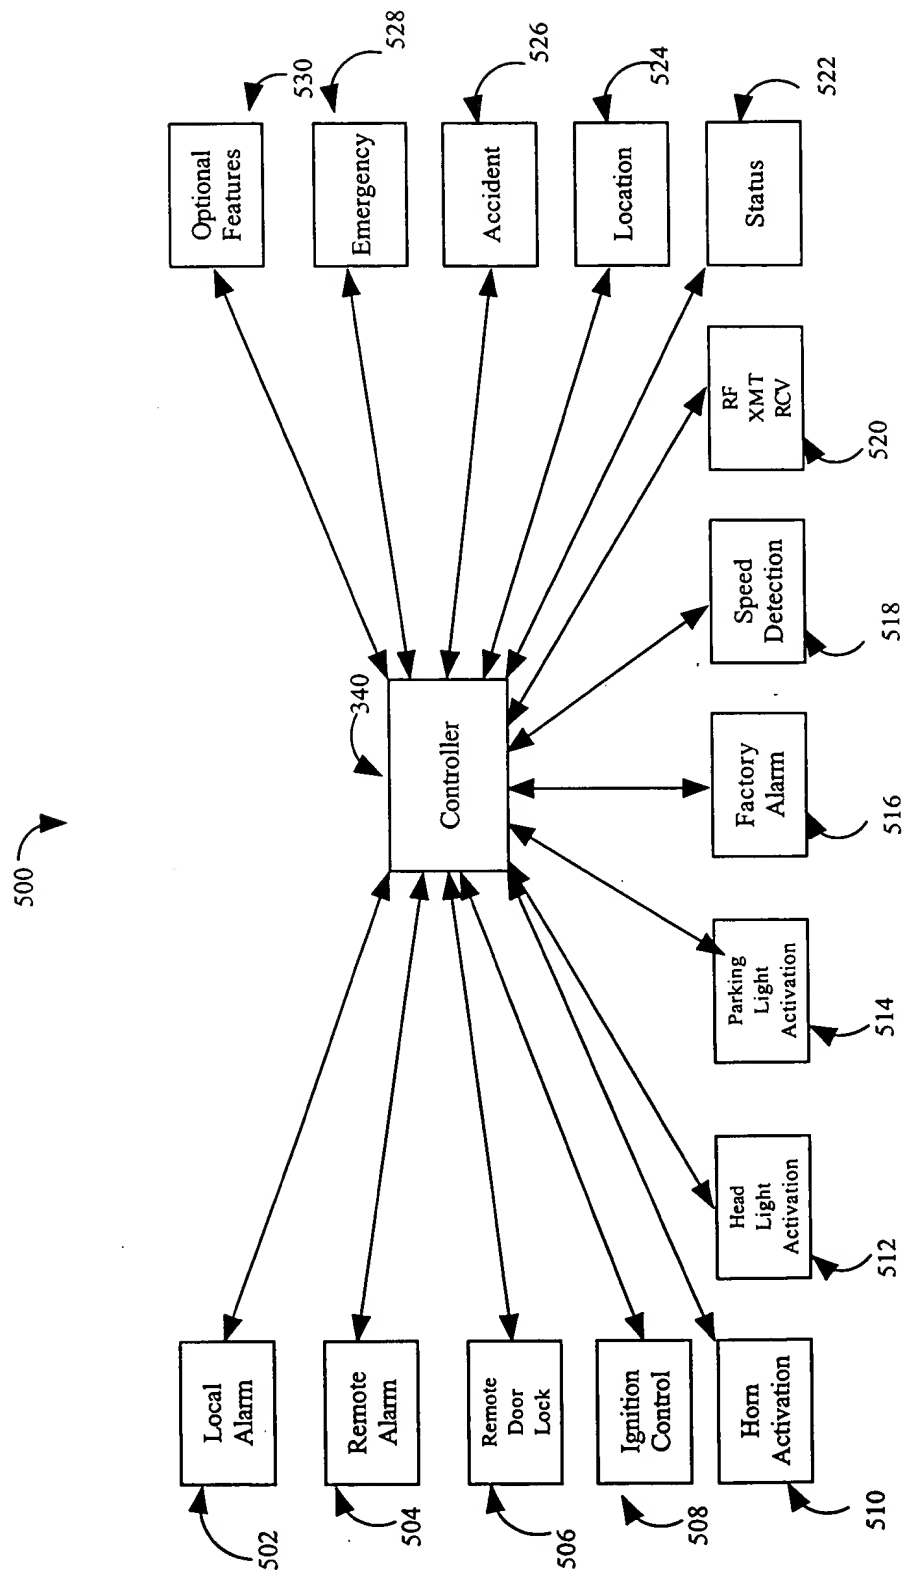 500
340
Controller
Local
Alarm
502
Remote
Alarm
504
Remote
Door
Lock
506
Ignition
Control
508
Horn
Activation
510
Head
Light
Activation
512
Parking
Light
Activation
514
Factory
Alarm
516
Speed
Detection
518
RF
XMT
RCV
520
Status
522
Location
524
Accident
526
Emergency
528
Optional
Features
530